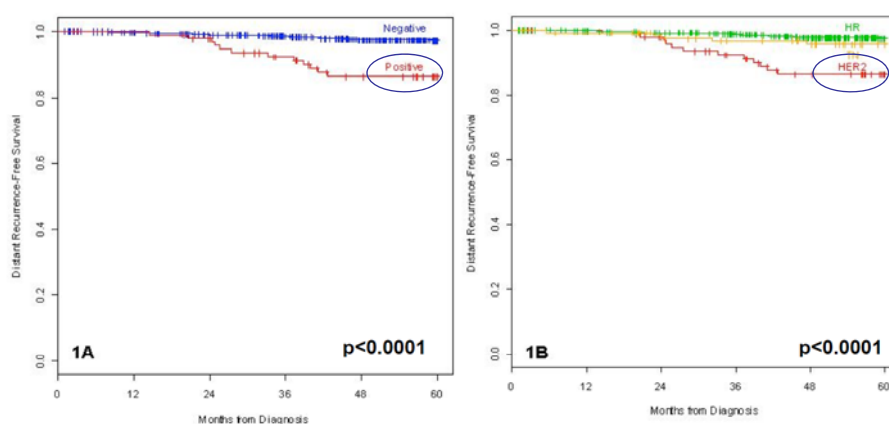 1.0
0.8
0.6
0.4
0.2
0.0
Distant Recurrence-Free Survival
Negative
Positive
1A
p<0.0001
0 12 24 36 48 60
Months from Diagnosis
1.0
0.8
0.6
0.4
0.2
0.0
Distant Recurrence-Free Survival
HR
HER2
1B
p<0.0001
0 12 24 36 48 60
Months from Diagnosis